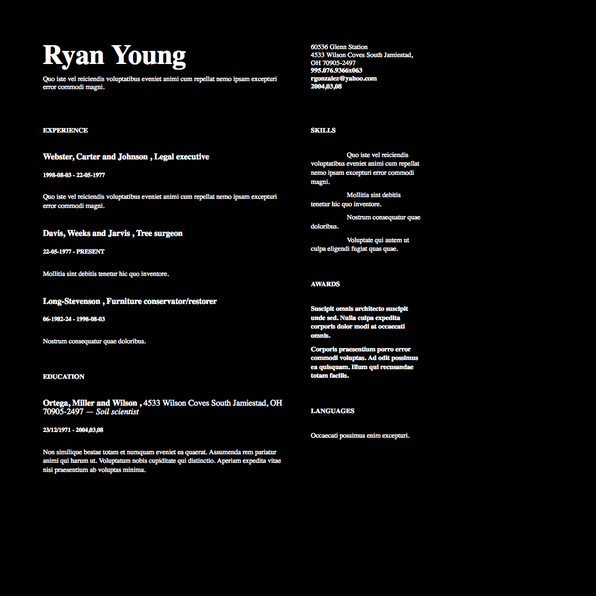 Ryan Young
Quo iste vel reiciendis voluptatibus eveniet animi cum repellat nemo ipsam excepturi
error commodi magni.
EXPERIENCE
Webster, Carter and Johnson , Legal executive
1998-08-03 - 22-05-1977
Quo iste vel reiciendis voluptatibus eveniet animi cum repellat nemo ipsam excepturi
error commodi magni.
Davis, Weeks and Jarvis , Tree surgeon
22-05-1977 - PRESENT
Mollitia sint debitis tenetur hic quo inventore.
Long-Stevenson , Furniture conservator/restorer
06-1982-24 - 1998-08-03
Nostrum consequatur quae doloribus.
EDUCATION
Ortega, Miller and Wilson , 4533 Wilson Coves South Jamiestad, OH
70905-2497 — Soil scientist
23/12/1971 - 2004,03,08
Non similique beatae totam et numquam eveniet ea quaerat. Assumenda rem pariatur
animi qui harum ut. Voluptatum nobis cupiditate qui distinctio. Aperiam expedita vitae
nisi praesentium ab voluptas minima.
60536 Glenn Station
4533 Wilson Coves South Jamiestad,
OH 70905-2497
995.076.9366x063
rgonzalez@yahoo.com
2004,03,08
SKILLS
Quo iste vel reiciendis
voluptatibus eveniet animi cum repellat
nemo ipsam excepturi error commodi
magni.
Mollitia sint debitis
tenetur hic quo inventore.
Nostrum consequatur quae
doloribus.
Voluptate qui autem ut
culpa eligendi fugiat quas quae.
AWARDS
Suscipit omnis architecto suscipit
unde sed. Nulla culpa expedita
corporis dolor modi at occaecati
omnis.
Corporis praesentium porro error
commodi voluptas. Ad odit possimus
ea quisquam. Illum qui recusandae
totam facilis.
LANGUAGES
Occaecati possimus enim excepturi.